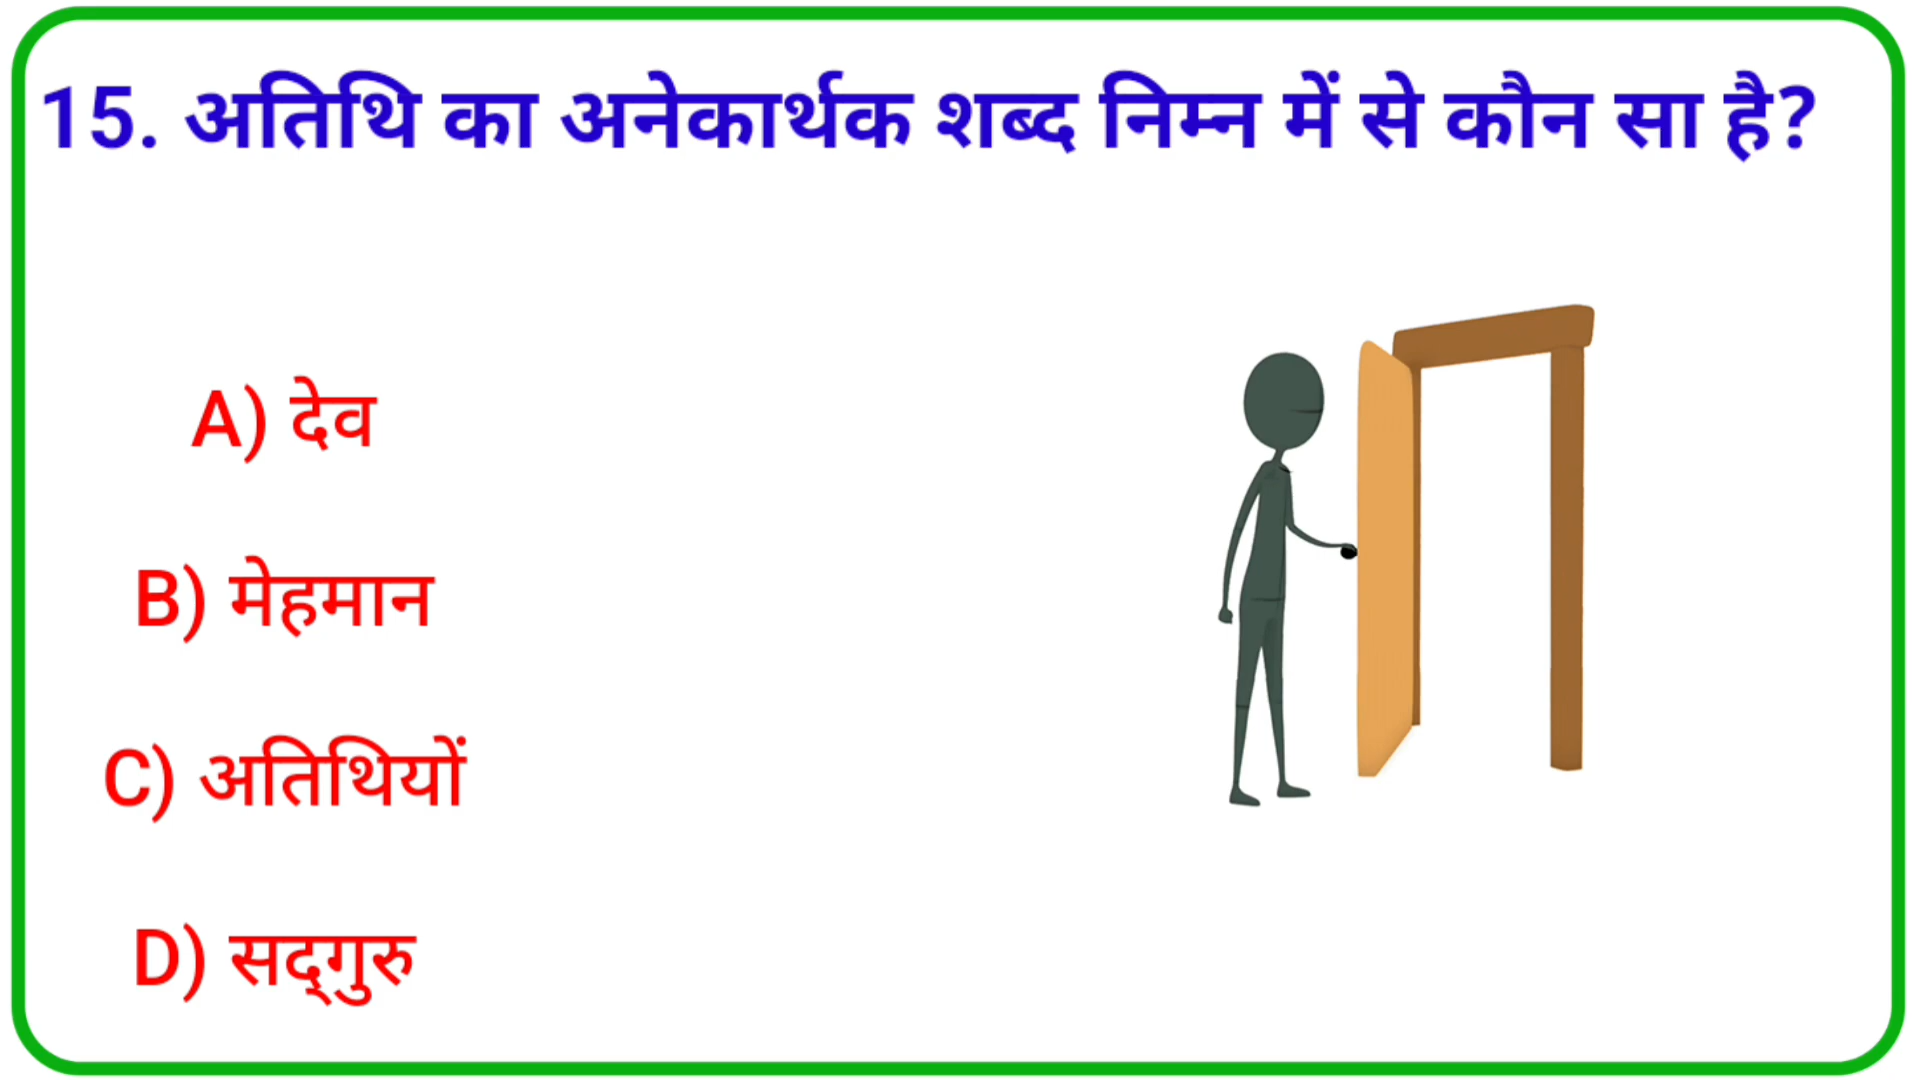 15. अतिथि का अनेकार्थक शब्द निम्न में से कौन सा है?
A) देव
B) मेहमान
C) अतिथियों
D) सद्‌गुरु